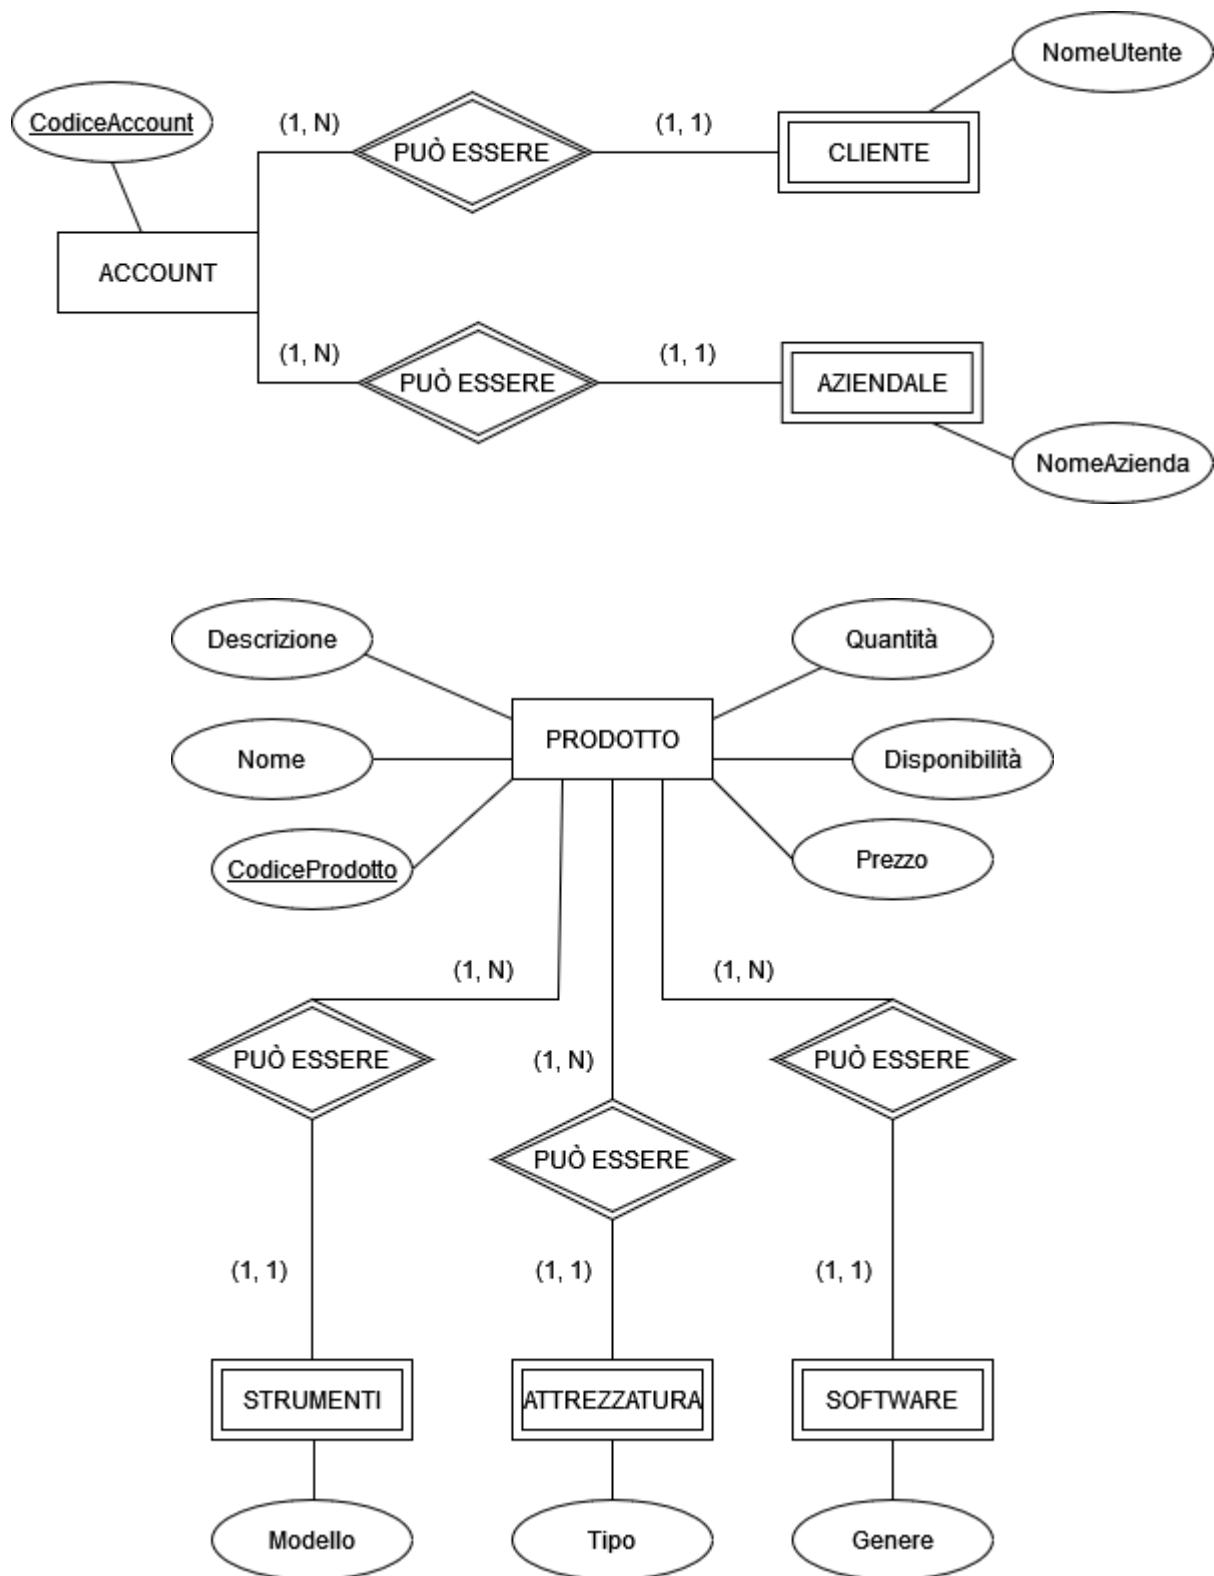 NomeUtente
CodiceAccount
(1, N)
PUÒ ESSERE
(1, 1)
CLIENTE
ACCOUNT
(1, N)
PUÒ ESSERE
(1, 1)
AZIENDALE
NomeAzienda
Descrizione
Quantità
PRODOTTO
Nome
Disponibilità
CodiceProdotto
Prezzo
(1, N)
(1, N)
PUÒ ESSERE
(1, N)
PUÒ ESSERE
PUÒ ESSERE
(1, 1)
(1, 1)
(1, 1)
STRUMENTI
ATTREZZATURA
SOFTWARE
Modello
Tipo
Genere